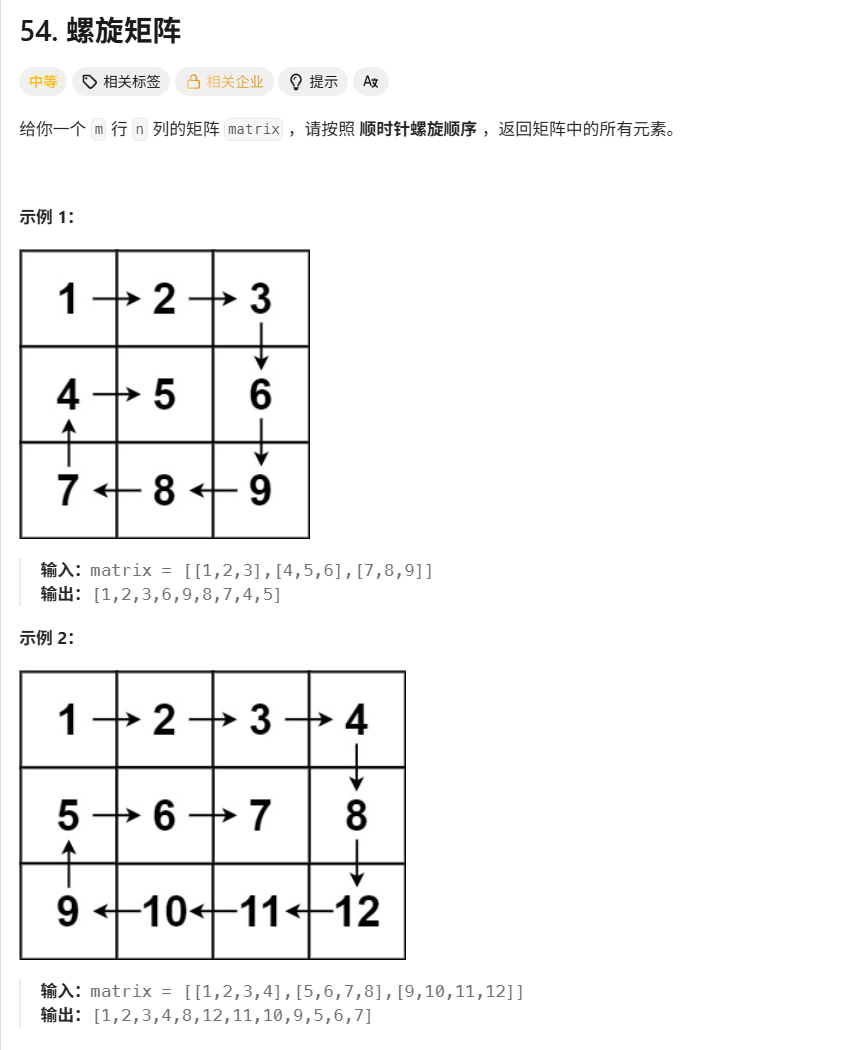 54. 螺旋矩阵
中等 相关标签 相关企业 提示 Aあ
给你一个 m 行 n 列的矩阵 matrix ，请按照 顺时针螺旋顺序 ，返回矩阵中的所有元素。
示例 1：
1 2 3
4 5 6
7 8 9
输入：matrix = [[1,2,3],[4,5,6],[7,8,9]]
输出：[1,2,3,6,9,8,7,4,5]
示例 2：
1 2 3 4
5 6 7 8
9 10 11 12
输入：matrix = [[1,2,3,4],[5,6,7,8],[9,10,11,12]]
输出：[1,2,3,4,8,12,11,10,9,5,6,7]